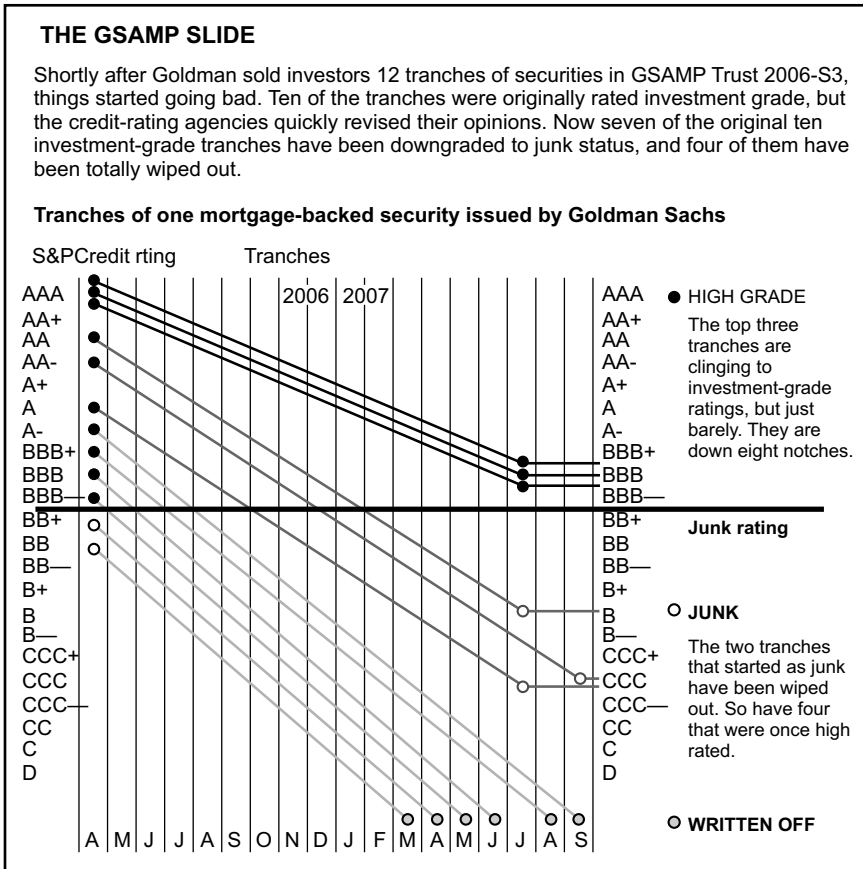 THE GSAMP SLIDE
Shortly after Goldman sold investors 12 tranches of securities in GSAMP Trust 2006-S3,
things started going bad. Ten of the tranches were originally rated investment grade, but
the credit-rating agencies quickly revised their opinions. Now seven of the original ten
investment-grade tranches have been downgraded to junk status, and four of them have
been totally wiped out.
Tranches of one mortgage-backed security issued by Goldman Sachs
S&PCredit rting Tranches
2006 2007
AAA
AA+
AA
AA-
A+
A
A-
BBB+
BBB
BBB—
BB+
BB
BB—
B+
B
B—
CCC+
CCC
CCC—
CC
C
D
AAA
AA+
AA
AA-
A+
A
A-
BBB+
BBB
BBB—
BB+
BB
BB—
B+
B
B—
CCC+
CCC
CCC—
CC
C
D
HIGH GRADE
The top three
tranches are
clinging to
investment-grade
ratings, but just
barely. They are
down eight notches.
Junk rating
JUNK
The two tranches
that started as junk
have been wiped
out. So have four
that were once high
rated.
WRITTEN OFF
A M J J A S O N D J F M A M J J A S